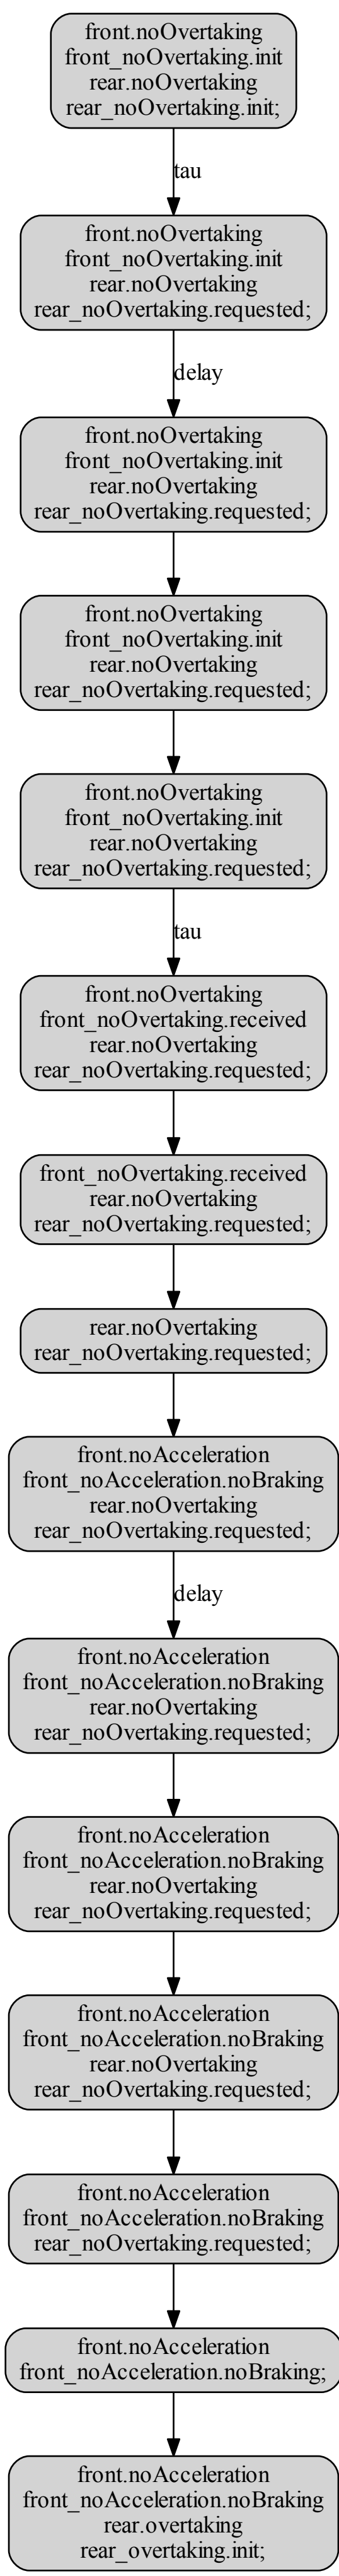 front.noOvertaking
front_noOvertaking.init
rear.noOvertaking
rear_noOvertaking.init;
tau
front.noOvertaking
front_noOvertaking.init
rear.noOvertaking
rear_noOvertaking.requested;
delay
front.noOvertaking
front_noOvertaking.init
rear.noOvertaking
rear_noOvertaking.requested;
front.noOvertaking
front_noOvertaking.init
rear.noOvertaking
rear_noOvertaking.requested;
front.noOvertaking
front_noOvertaking.init
rear.noOvertaking
rear_noOvertaking.requested;
tau
front.noOvertaking
front_noOvertaking.received
rear.noOvertaking
rear_noOvertaking.requested;
front_noOvertaking.received
rear.noOvertaking
rear_noOvertaking.requested;
rear.noOvertaking
rear_noOvertaking.requested;
front.noAcceleration
front_noAcceleration.noBraking
rear.noOvertaking
rear_noOvertaking.requested;
delay
front.noAcceleration
front_noAcceleration.noBraking
rear.noOvertaking
rear_noOvertaking.requested;
front.noAcceleration
front_noAcceleration.noBraking
rear.noOvertaking
rear_noOvertaking.requested;
front.noAcceleration
front_noAcceleration.noBraking
rear.noOvertaking
rear_noOvertaking.requested;
front.noAcceleration
front_noAcceleration.noBraking
rear_noOvertaking.requested;
front.noAcceleration
front_noAcceleration.noBraking;
front.noAcceleration
front_noAcceleration.noBraking
rear.overtaking
rear_overtaking.init;